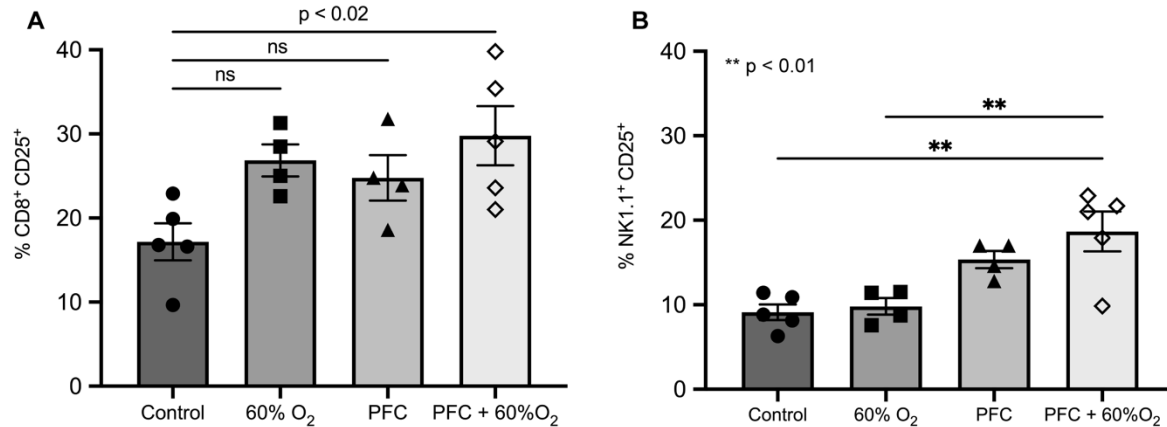 A
p < 0.02
ns
ns
% CD8⁺ CD25⁺
40
30
20
10
0
Control
60% O₂
PFC
PFC + 60%O₂
B
** p < 0.01
**
**
% NK1.1⁺ CD25⁺
40
30
20
10
0
Control
60% O₂
PFC
PFC + 60%O₂